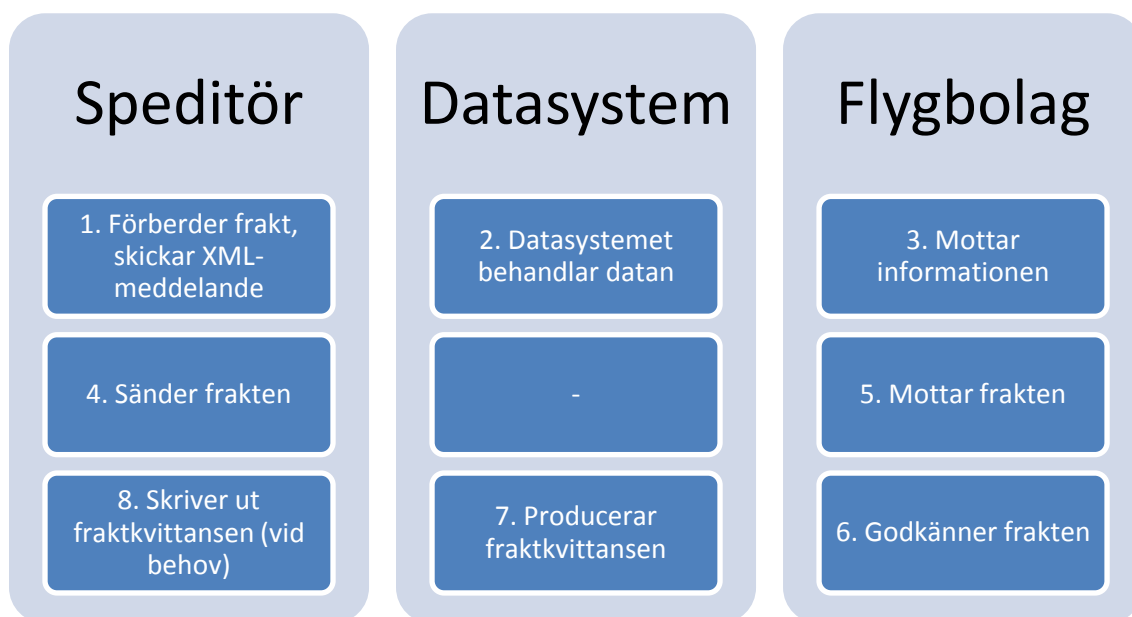 Speditör
1. Förberder frakt,
skickar XML-
meddelande
4. Sänder frakten
8. Skriver ut
fraktkvittansen (vid
behov)
Datasystem
2. Datasystemet
behandlar datan
-
7. Producerar
fraktkvittansen
Flygbolag
3. Mottar
informationen
5. Mottar frakten
6. Godkänner frakten